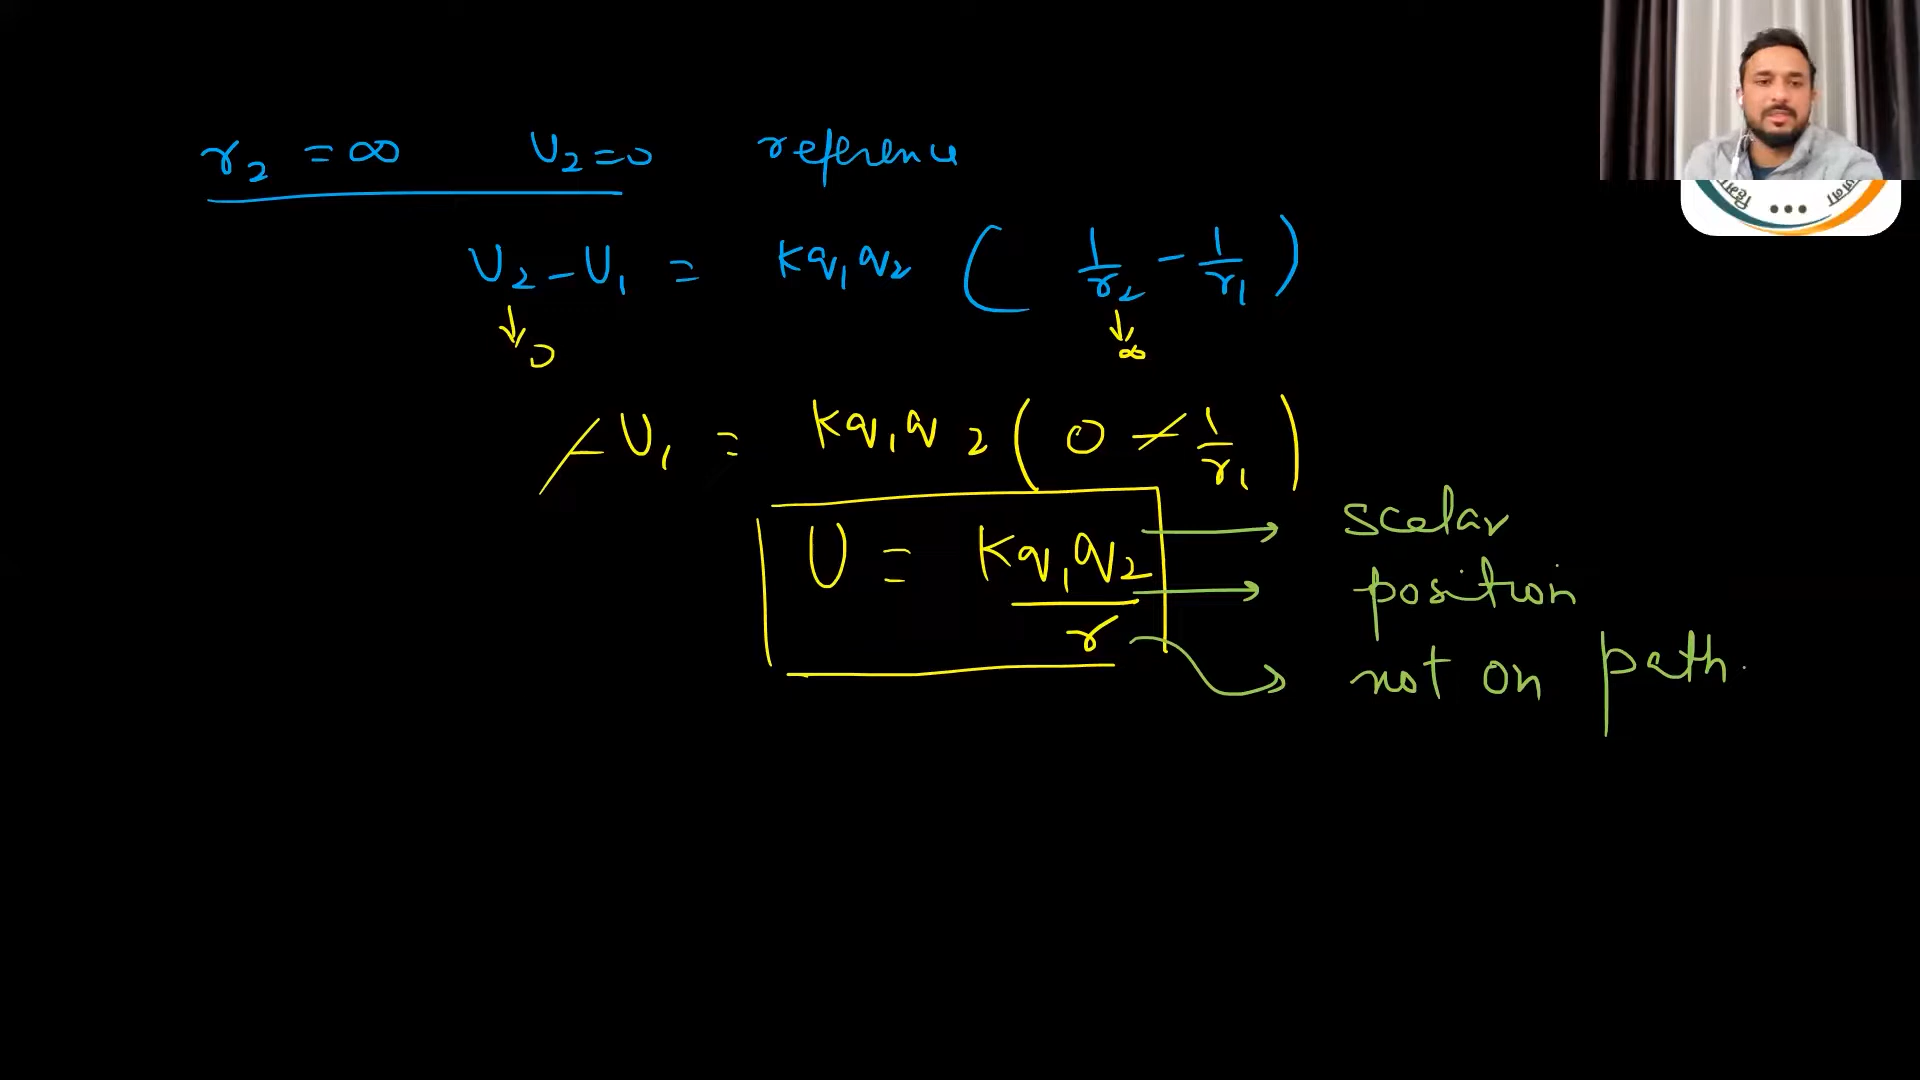 r₂ = ∞ U₂ = 0 reference
U₂ - U₁ = Kq₁q₂ ( 1/r₂ - 1/r₁ )
↓ 0 ↓ ∞
- U₁ = Kq₁q₂ ( 0 - 1/r₁ )
U = Kq₁q₂/r
→ scelar
→ position
→ not on path.